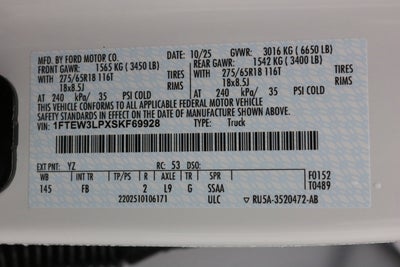 MFD. BY FORD MOTOR CO. 10/25 GVWR: 3016 KG (6650 LB)
FRONT GAWR: 1565 KG (3450 LB) REAR GAWR: 1542 KG (3400 LB)
WITH 275/65R18 116T TIRES WITH 275/65R18 116T TIRES
18x8.5J RIMS 18x8.5J RIMS
AT 240 kPa/ 35 PSI COLD AT 240 kPa/ 35 PSI COLD
THIS VEHICLE CONFORMS TO ALL APPLICABLE FEDERAL MOTOR VEHICLE
SAFETY STANDARDS IN EFFECT ON THE DATE OF MANUFACTURE SHOWN ABOVE.
VIN: 1FTEW3LPXSKF69928 TYPE: Truck
EXT PNT: YZ RC: 53 DSO: F0152
WB INT TR TP/PS R AXLE TR SPR T0489
145 FB 2 L9 G SSAA
2202510106171 ULC ▽ RU5A-3520472-AB